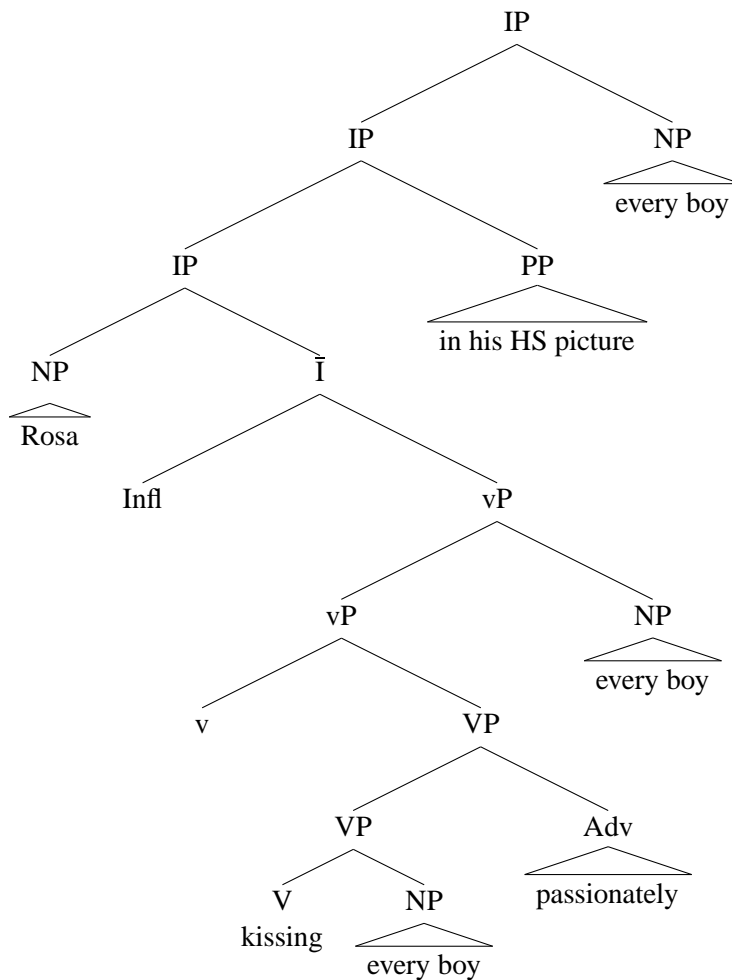 IP
IP NP
every boy
IP PP
in his HS picture
NP Ī
Rosa
Infl vP
vP NP
every boy
v VP
VP Adv
V NP passionately
kissing
every boy